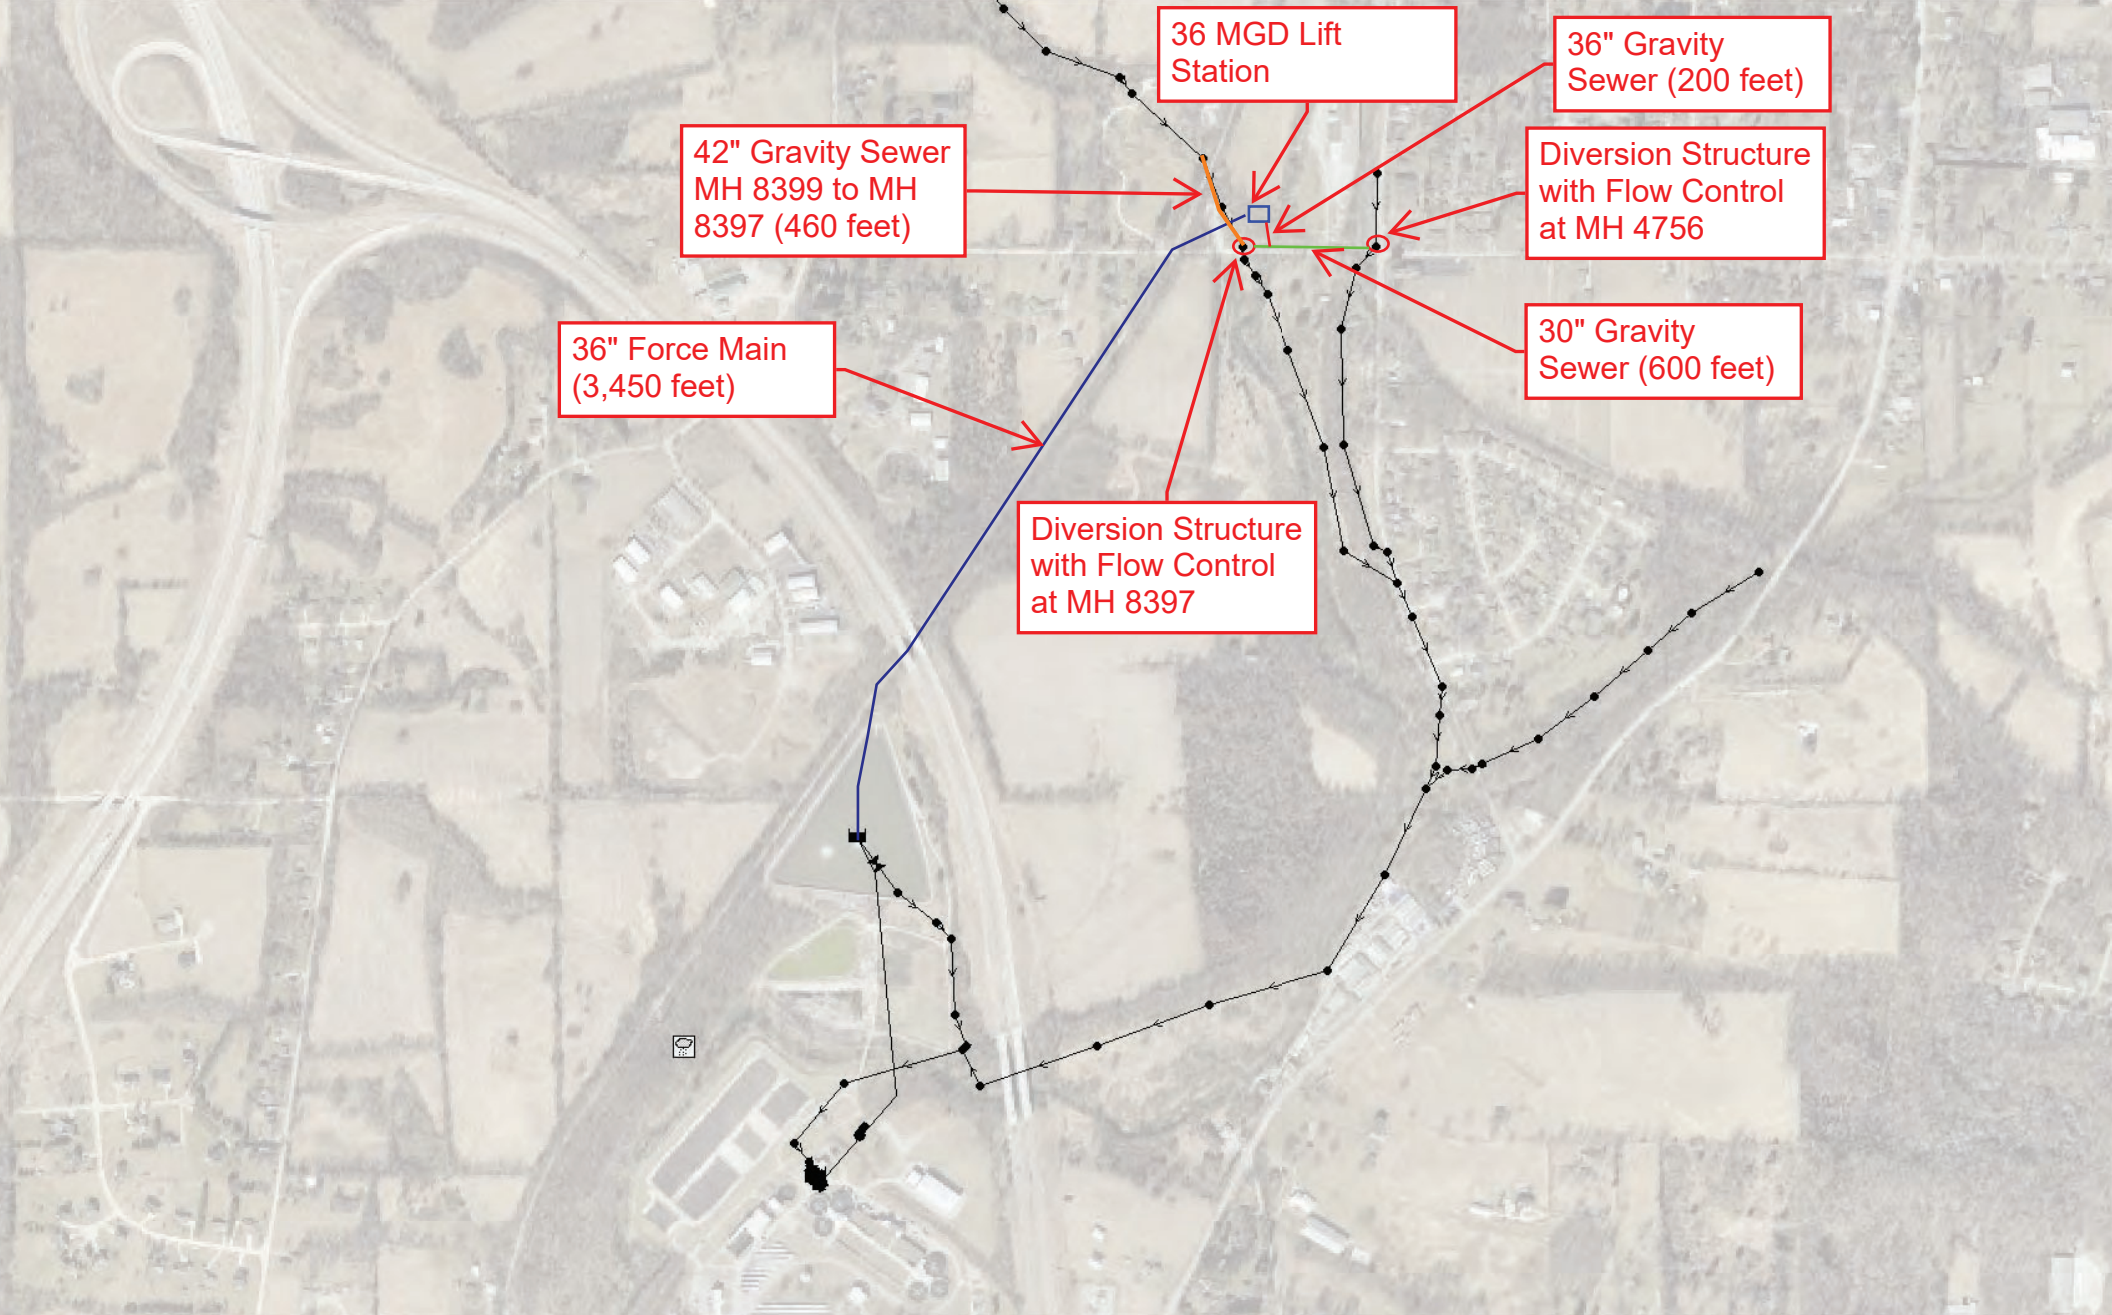 36 MGD Lift
Station
36" Gravity
Sewer (200 feet)
42" Gravity Sewer
MH 8399 to MH
8397 (460 feet)
Diversion Structure
with Flow Control
at MH 4756
36" Force Main
(3,450 feet)
30" Gravity
Sewer (600 feet)
Diversion Structure
with Flow Control
at MH 8397